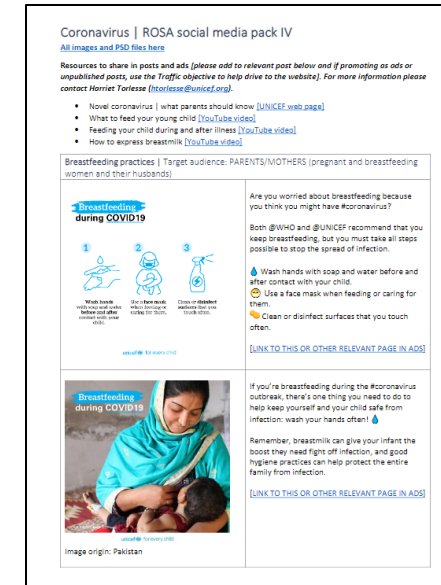 Coronavirus | ROSA social media pack IV
All images and PSD files here
Resources to share in posts and ads [please add to relevant post below and if promoting as ads or
unpublished posts, use the Traffic objective to help drive to the website]. For more information please
contact Harriet Torlesse (htorlesse@unicef.org).
• Novel coronavirus | what parents should know [UNICEF web page]
• What to feed your young child [YouTube video]
• Feeding your child during and after illness [YouTube video]
• How to express breastmilk [YouTube video]
Breastfeeding practices | Target audience: PARENTS/MOTHERS (pregnant and breastfeeding
women and their husbands)
Breastfeeding
during COVID19
1 2 3
Wash hands
with soap and water
before and after
contact with your
child.
Use a face mask
when feeding or
caring for them.
Clean or disinfect
surfaces that you
touch often.
unicef for every child
Are you worried about breastfeeding because
you think you might have #coronavirus?
Both @WHO and @UNICEF recommend that you
keep breastfeeding, but you must take all steps
possible to stop the spread of infection.
💧 Wash hands with soap and water before and
after contact with your child.
😷 Use a face mask when feeding or caring for
them.
🧽 Clean or disinfect surfaces that you touch
often.
[LINK TO THIS OR OTHER RELEVANT PAGE IN ADS]
Breastfeeding
during COVID19
unicef for every child
Image origin: Pakistan
If you're breastfeeding during the #coronavirus
outbreak, there's one thing you need to do to
help keep yourself and your child safe from
infection: wash your hands often! 💧
Remember, breastmilk can give your infant the
boost they need fight off infection, and good
hygiene practices can help protect the entire
family from infection.
[LINK TO THIS OR OTHER RELEVANT PAGE IN ADS]